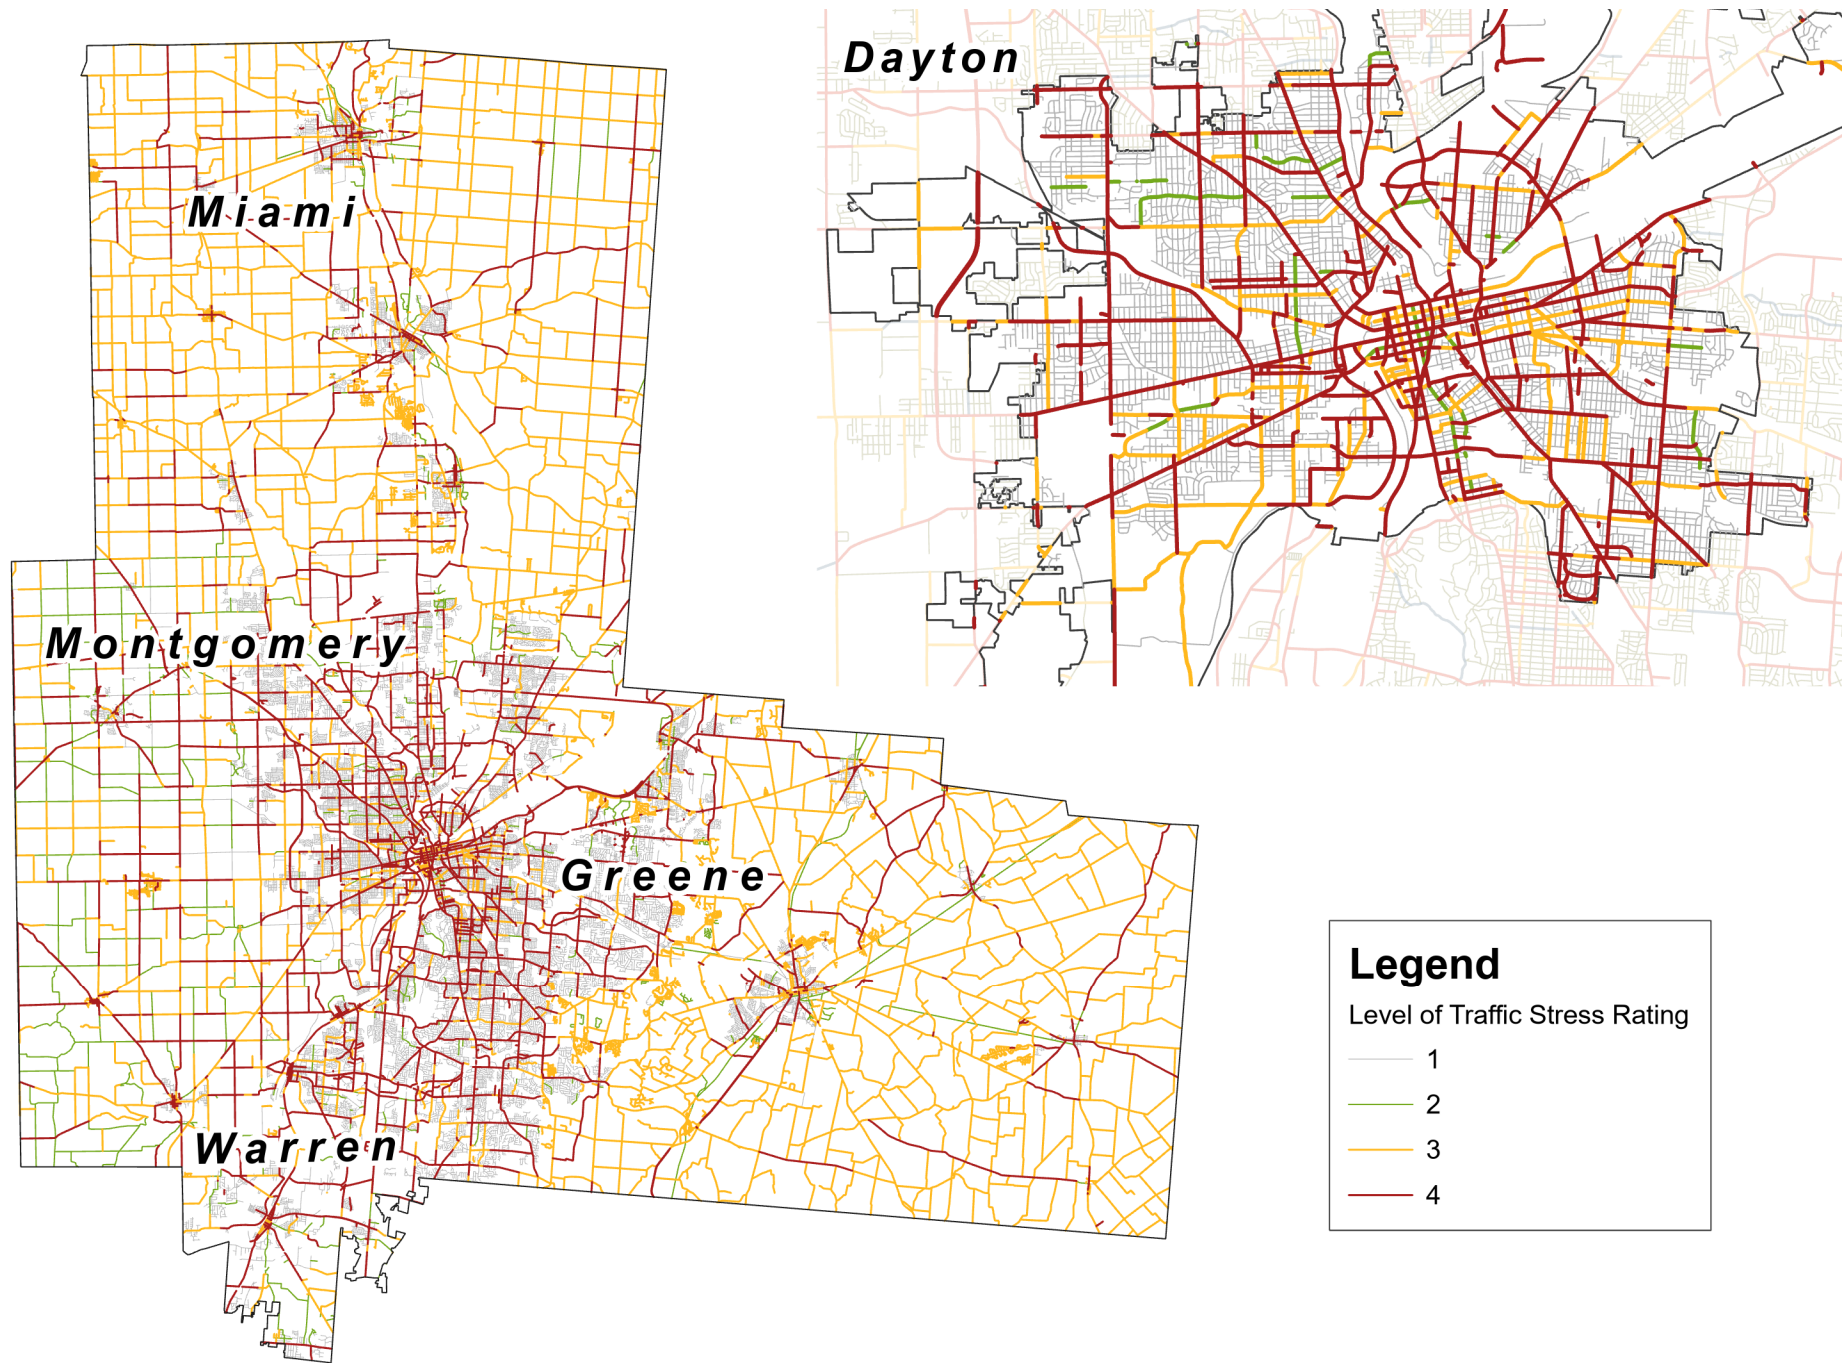 Dayton
Miami
Montgomery
Greene
Warren
Legend
Level of Traffic Stress Rating
1
2
3
4